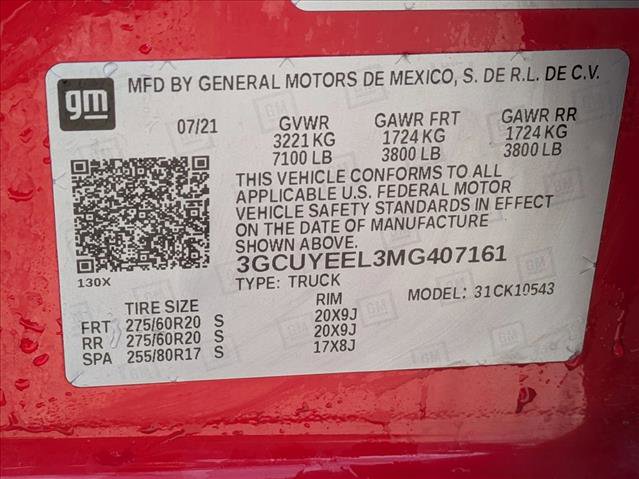 gm
MFD BY GENERAL MOTORS DE MEXICO, S. DE R.L. DE C.V.
07/21 GVWR GAWR FRT GAWR RR
3221 KG 1724 KG 1724 KG
7100 LB 3800 LB 3800 LB
THIS VEHICLE CONFORMS TO ALL
APPLICABLE U.S. FEDERAL MOTOR
VEHICLE SAFETY STANDARDS IN EFFECT
ON THE DATE OF MANUFACTURE
SHOWN ABOVE.
3GCUYEEL3MG407161
130X
TYPE: TRUCK MODEL: 31CK10543
TIRE SIZE RIM
FRT 275/60R20 S 20X9J
RR 275/60R20 S 20X9J
SPA 255/80R17 S 17X8J